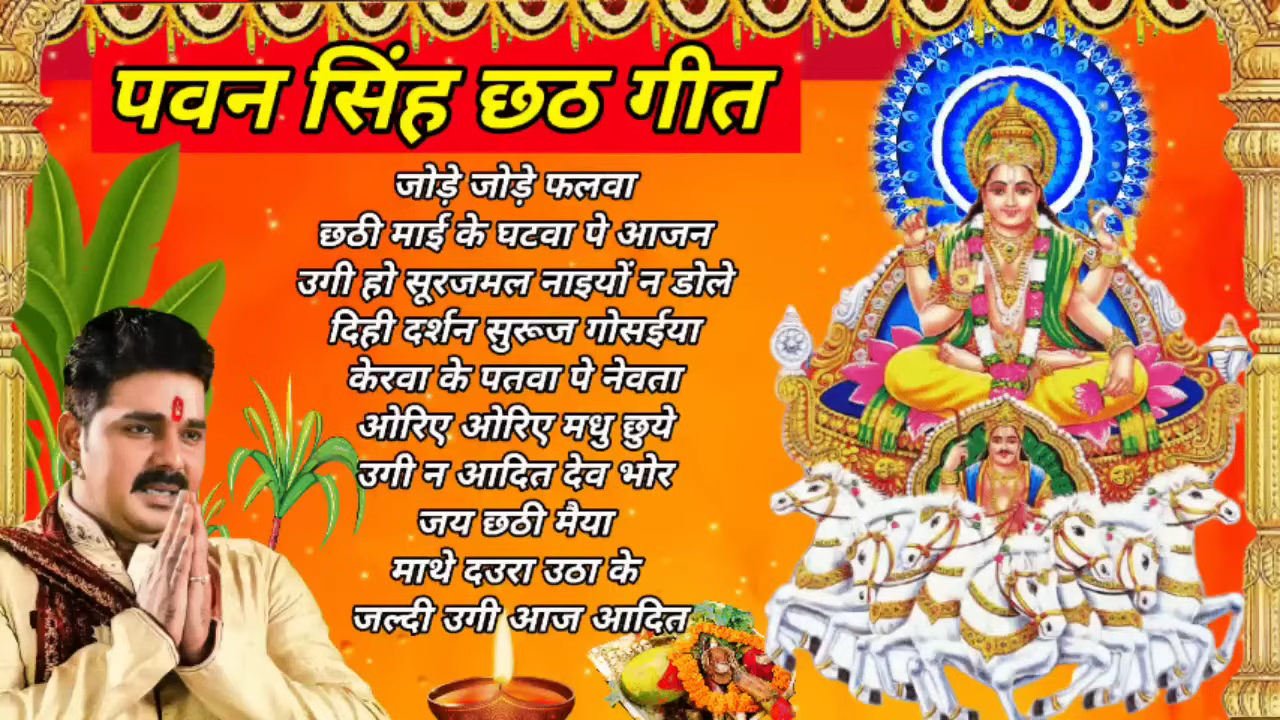 पवन सिंह छठ गीत
जोड़े जोड़े फलवा
छठी माई के घटवा पे आजन
उगी हो सूरजमल नाइयों न डोले
दिही दर्शन सुरूज गोसईया
केरवा के पतवा पे नेवता
ओरिए ओरिए मधु छुये
उगी न आदित देव भोर
जय छठी मैया
माथे दउरा उठा के
जल्दी उगी आज आदित